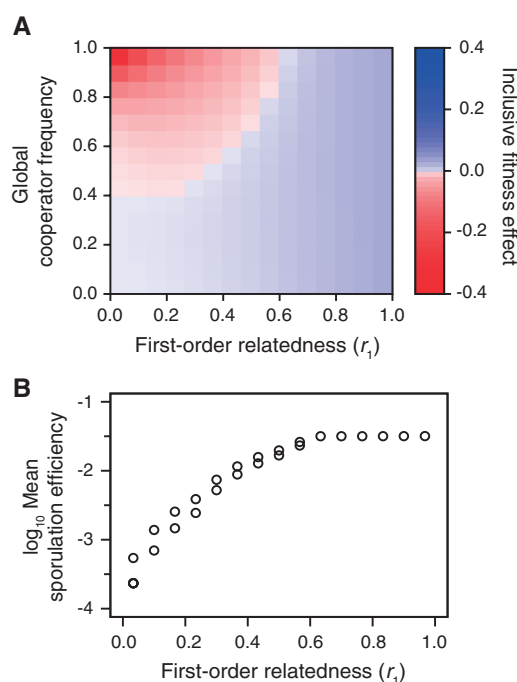 A
Global
cooperator frequency
1.0
0.8
0.6
0.4
0.2
0.0
0.0 0.2 0.4 0.6 0.8 1.0
First-order relatedness (r₁)
0.4
0.2
0.0
-0.2
-0.4
Inclusive fitness effect
B
log₁₀ Mean
sporulation efficiency
-1
-2
-3
-4
0.0 0.2 0.4 0.6 0.8 1.0
First-order relatedness (r₁)